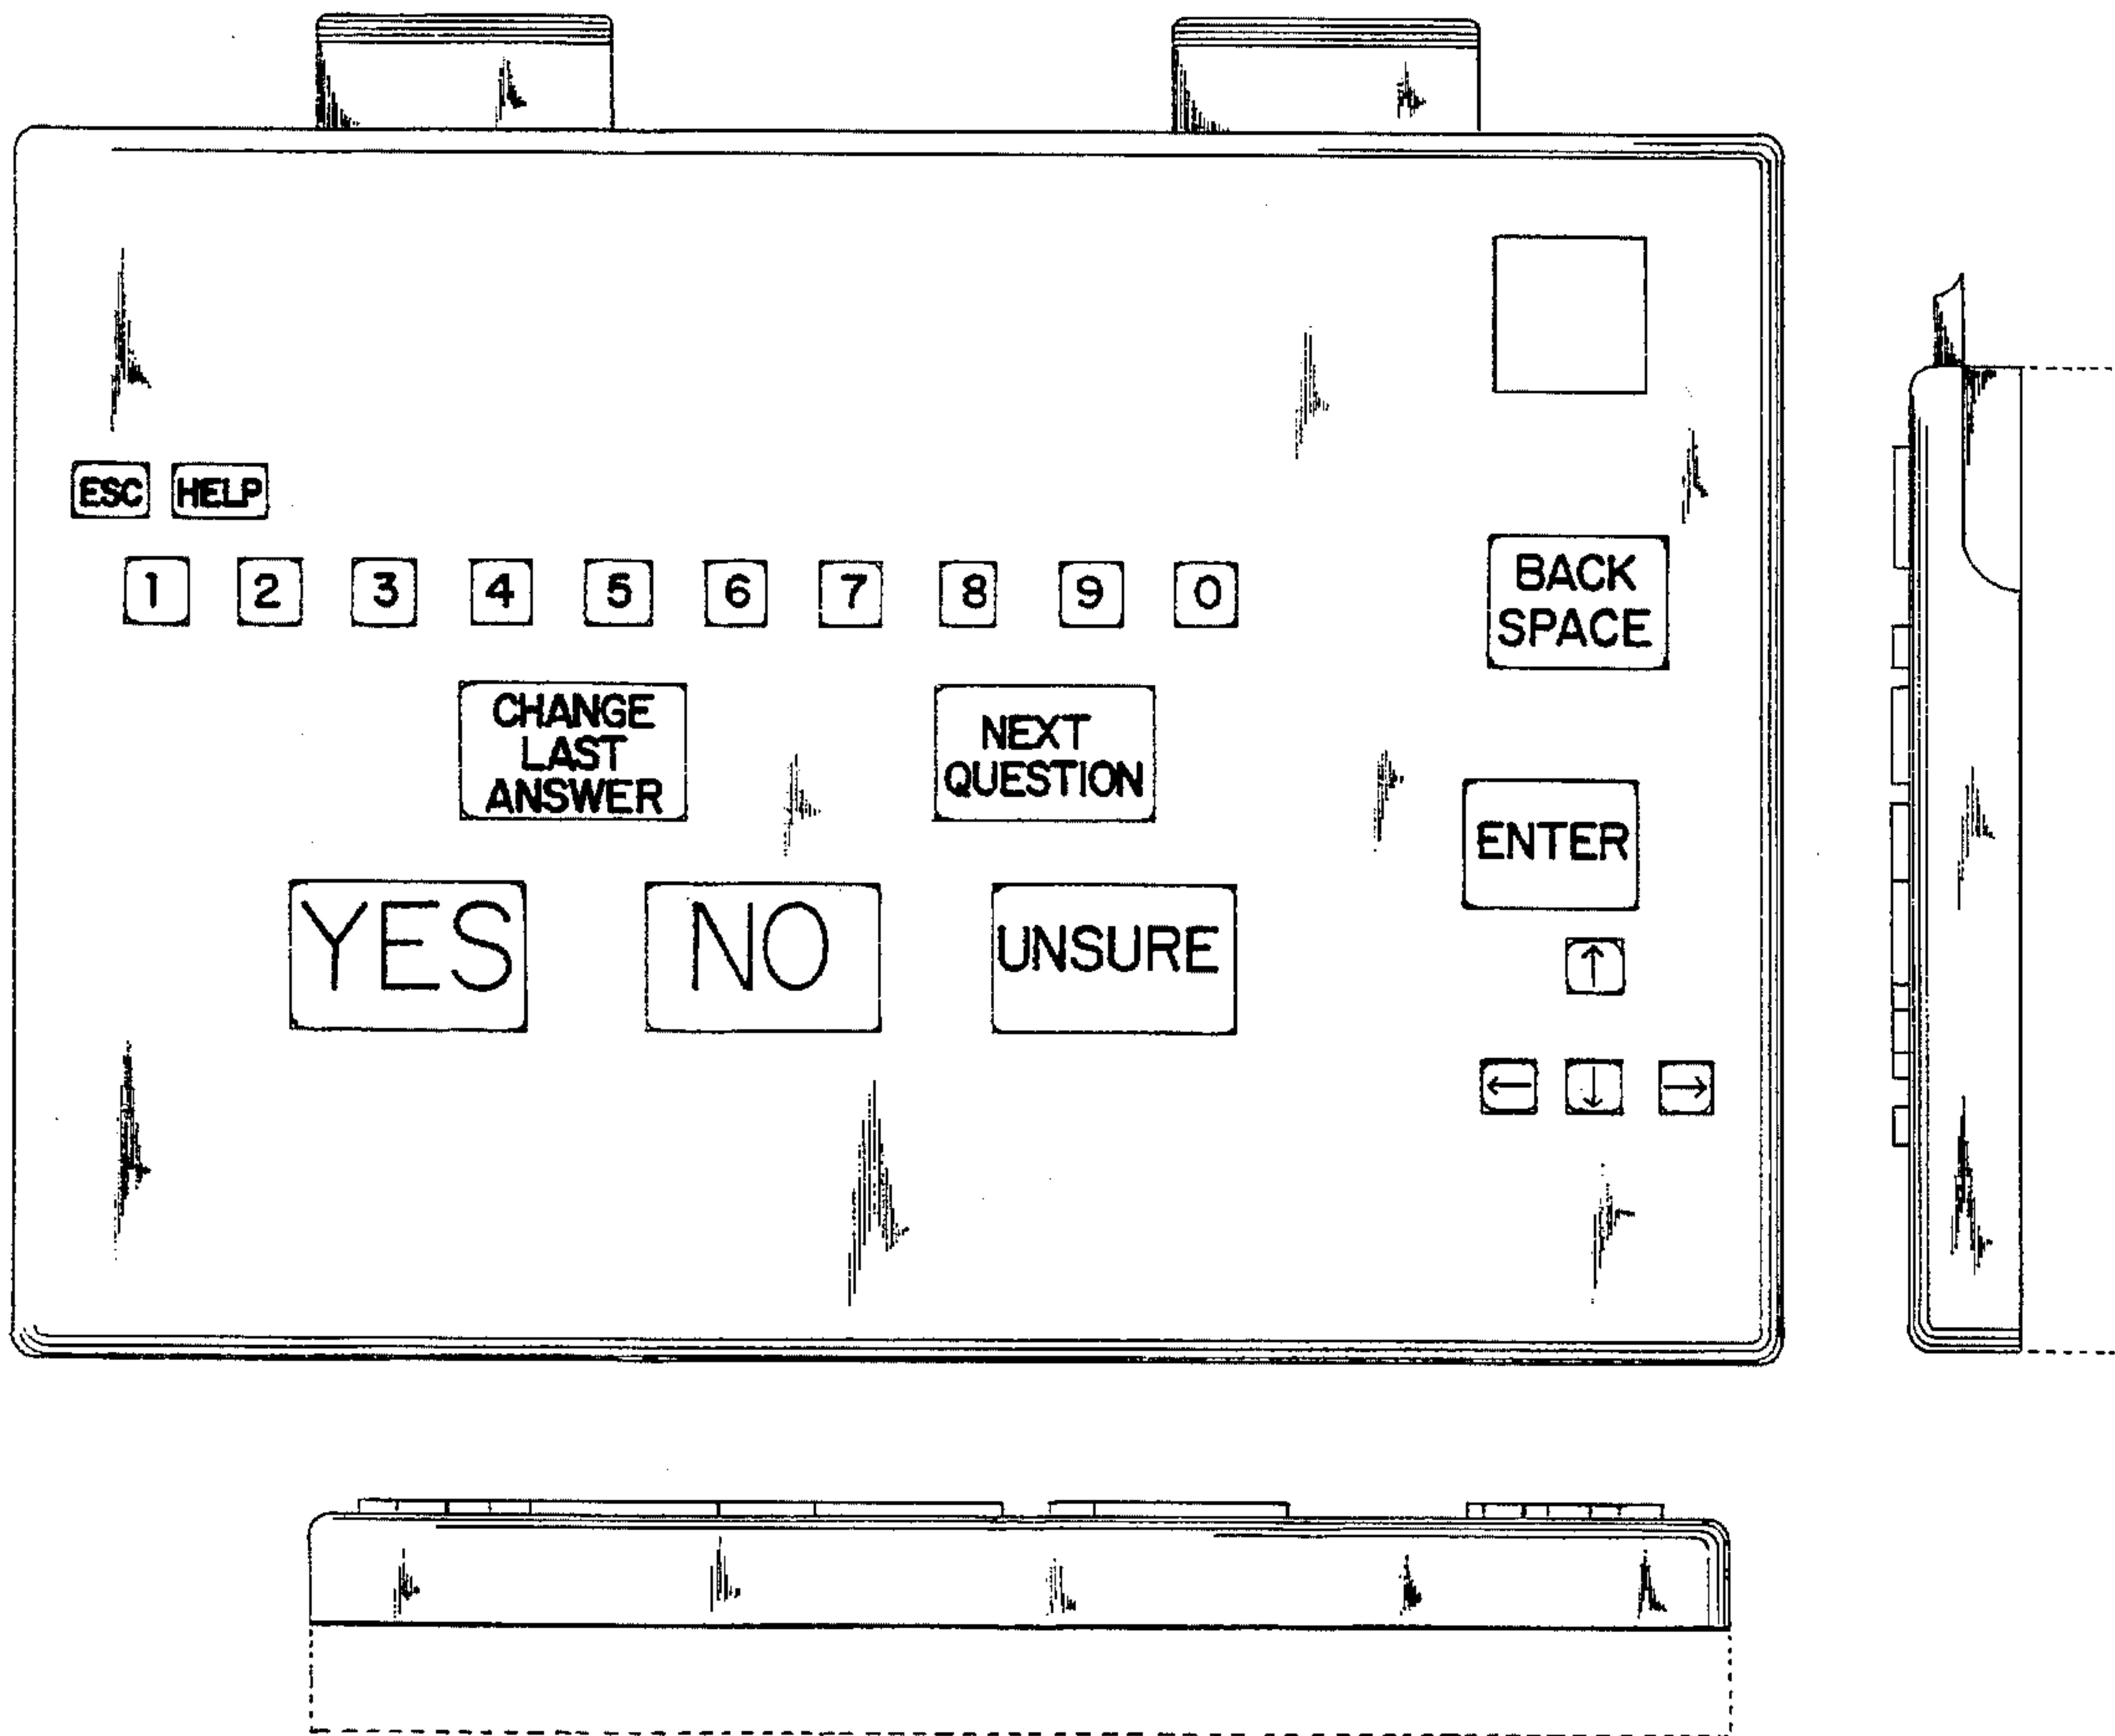 ESC HELP
1 2 3 4 5 6 7 8 9 0
BACK
SPACE
CHANGE
LAST
ANSWER
NEXT
QUESTION
ENTER
YES NO UNSURE
↑
← ↓ →